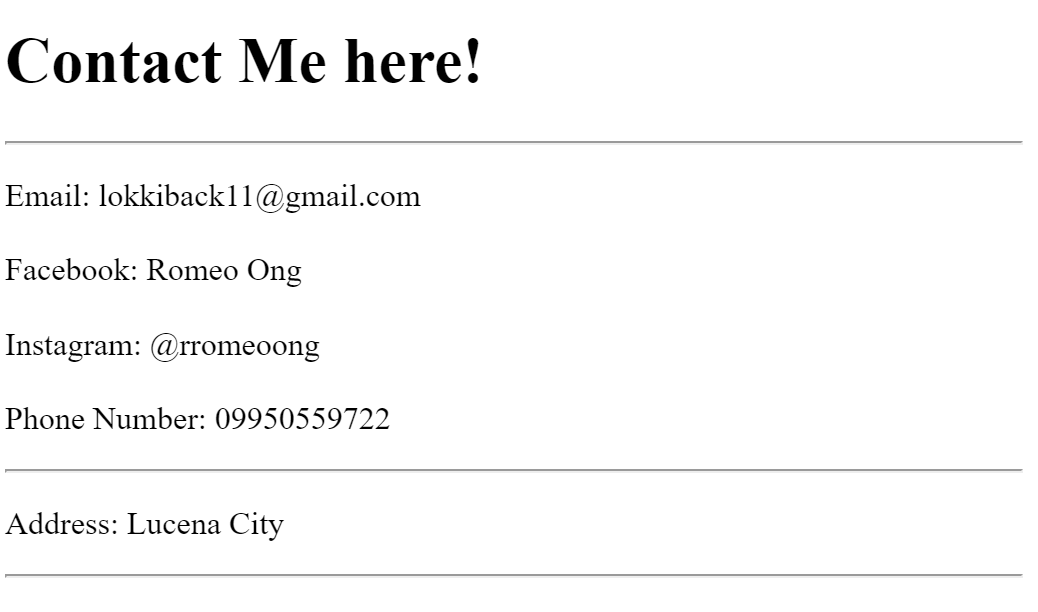 Contact Me here!
Email: lokkiback11@gmail.com
Facebook: Romeo Ong
Instagram: @rromeoong
Phone Number: 09950559722
Address: Lucena City